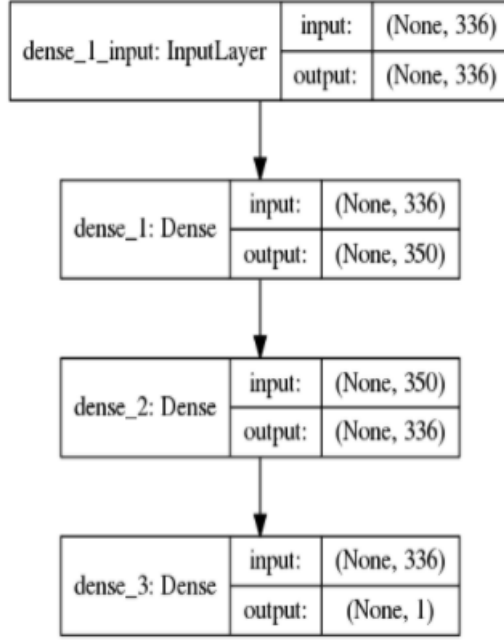 dense_1_input: InputLayer input: (None, 336)
output: (None, 336)
dense_1: Dense input: (None, 336)
output: (None, 350)
dense_2: Dense input: (None, 350)
output: (None, 336)
dense_3: Dense input: (None, 336)
output: (None, 1)